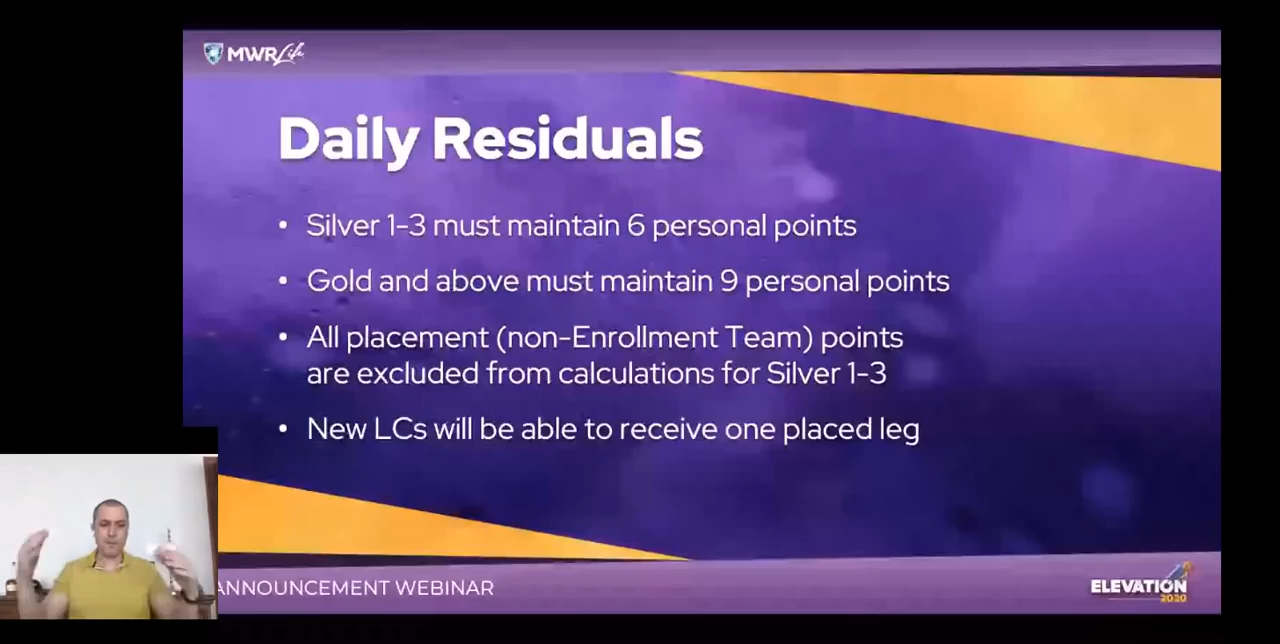 MWR Life
Daily Residuals
• Silver 1-3 must maintain 6 personal points
• Gold and above must maintain 9 personal points
• All placement (non-Enrollment Team) points
are excluded from calculations for Silver 1-3
• New LCs will be able to receive one placed leg
ANNOUNCEMENT WEBINAR
ELEVATION
2020